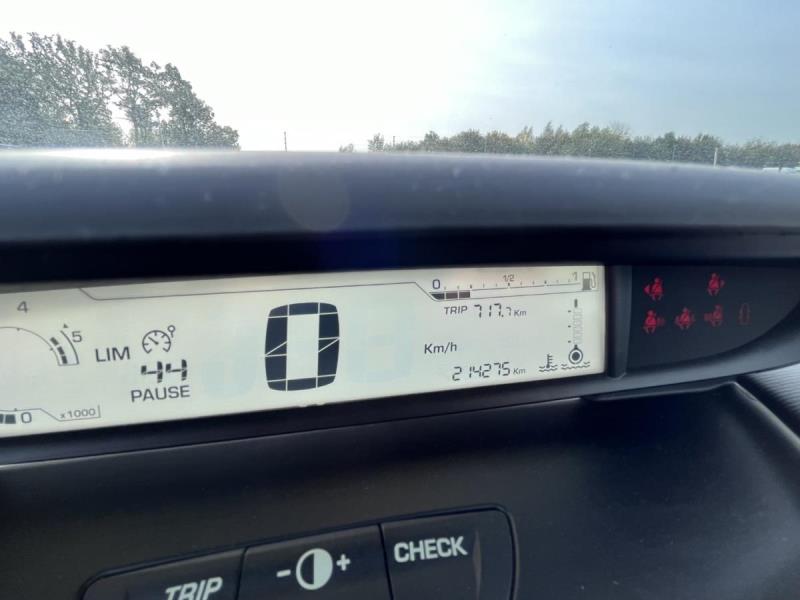 0 1/2 1
TRIP 717.7 Km
4
5
LIM
0
Km/h
44
PAUSE
214275 Km
0 x1000
0
TRIP
- +
CHECK